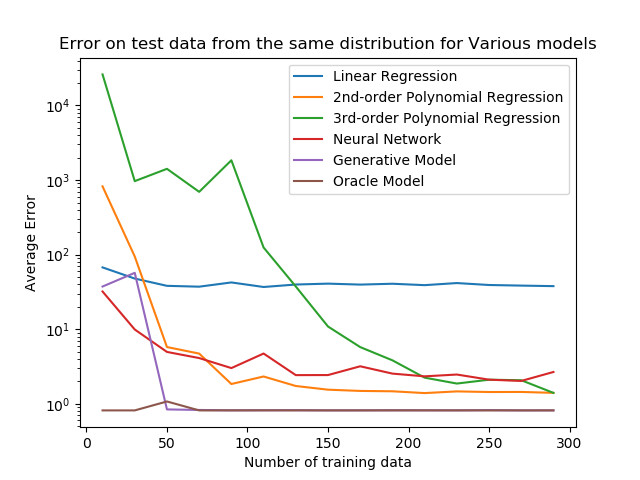 Error on test data from the same distribution for Various models
Linear Regression
2nd-order Polynomial Regression
3rd-order Polynomial Regression
Neural Network
Generative Model
Oracle Model
Average Error
10^4
10^3
10^2
10^1
10^0
0 50 100 150 200 250 300
Number of training data